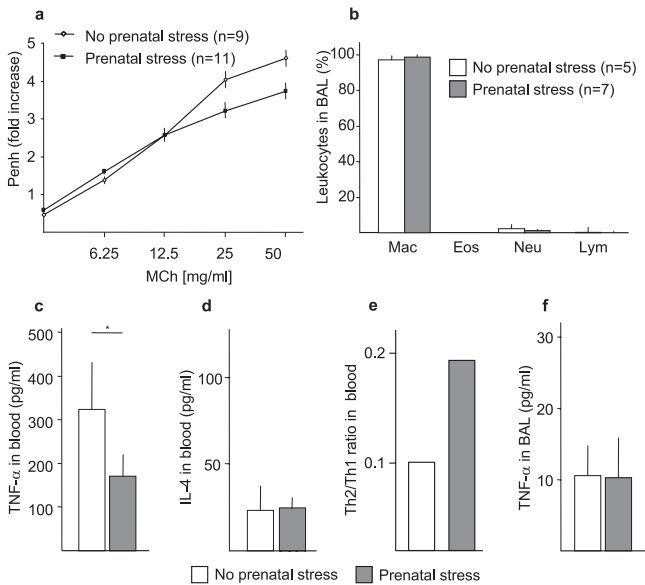 a
No prenatal stress (n=9)
Prenatal stress (n=11)
5
4
3
2
1
Penh (fold increase)
6.25 12.5 25 50
MCh [mg/ml]
b
No prenatal stress (n=5)
Prenatal stress (n=7)
100
80
60
40
20
Leukocytes in BAL (%)
Mac Eos Neu Lym
c
500
400
300
200
100
TNF-α in blood (pg/ml)
*
d
100
50
IL-4 in blood (pg/ml)
e
0.2
0.1
Th2/Th1 ratio in blood
f
30
20
10
TNF-α in BAL (pg/ml)
No prenatal stress Prenatal stress